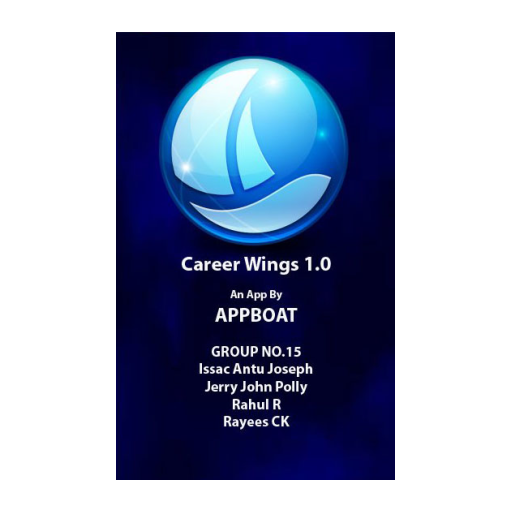 Career Wings 1.0
An App By
APPBOAT
GROUP NO.15
Issac Antu Joseph
Jerry John Polly
Rahul R
Rayees CK